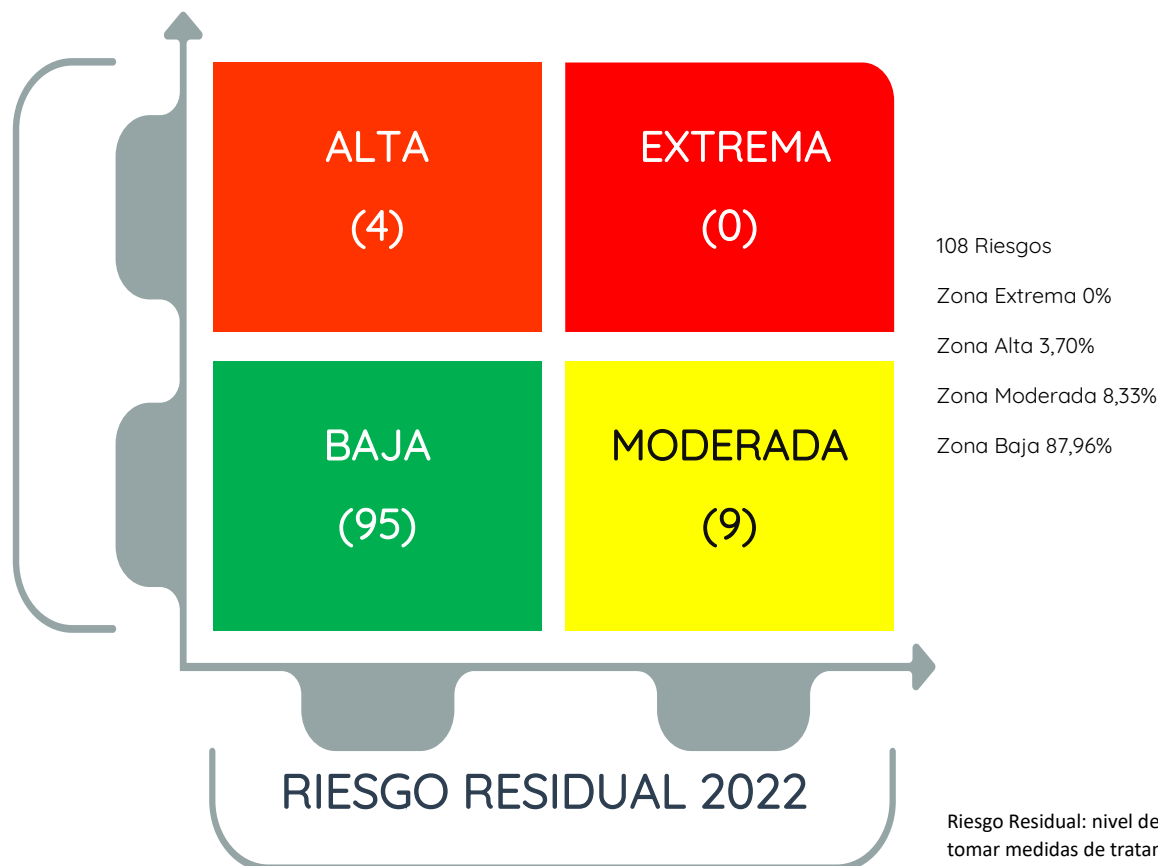 ALTA
(4)
EXTREMA
(0)
BAJA
(95)
MODERADA
(9)
108 Riesgos
Zona Extrema 0%
Zona Alta 3,70%
Zona Moderada 8,33%
Zona Baja 87,96%
RIESGO RESIDUAL 2022
Riesgo Residual: nivel de
tomar medidas de